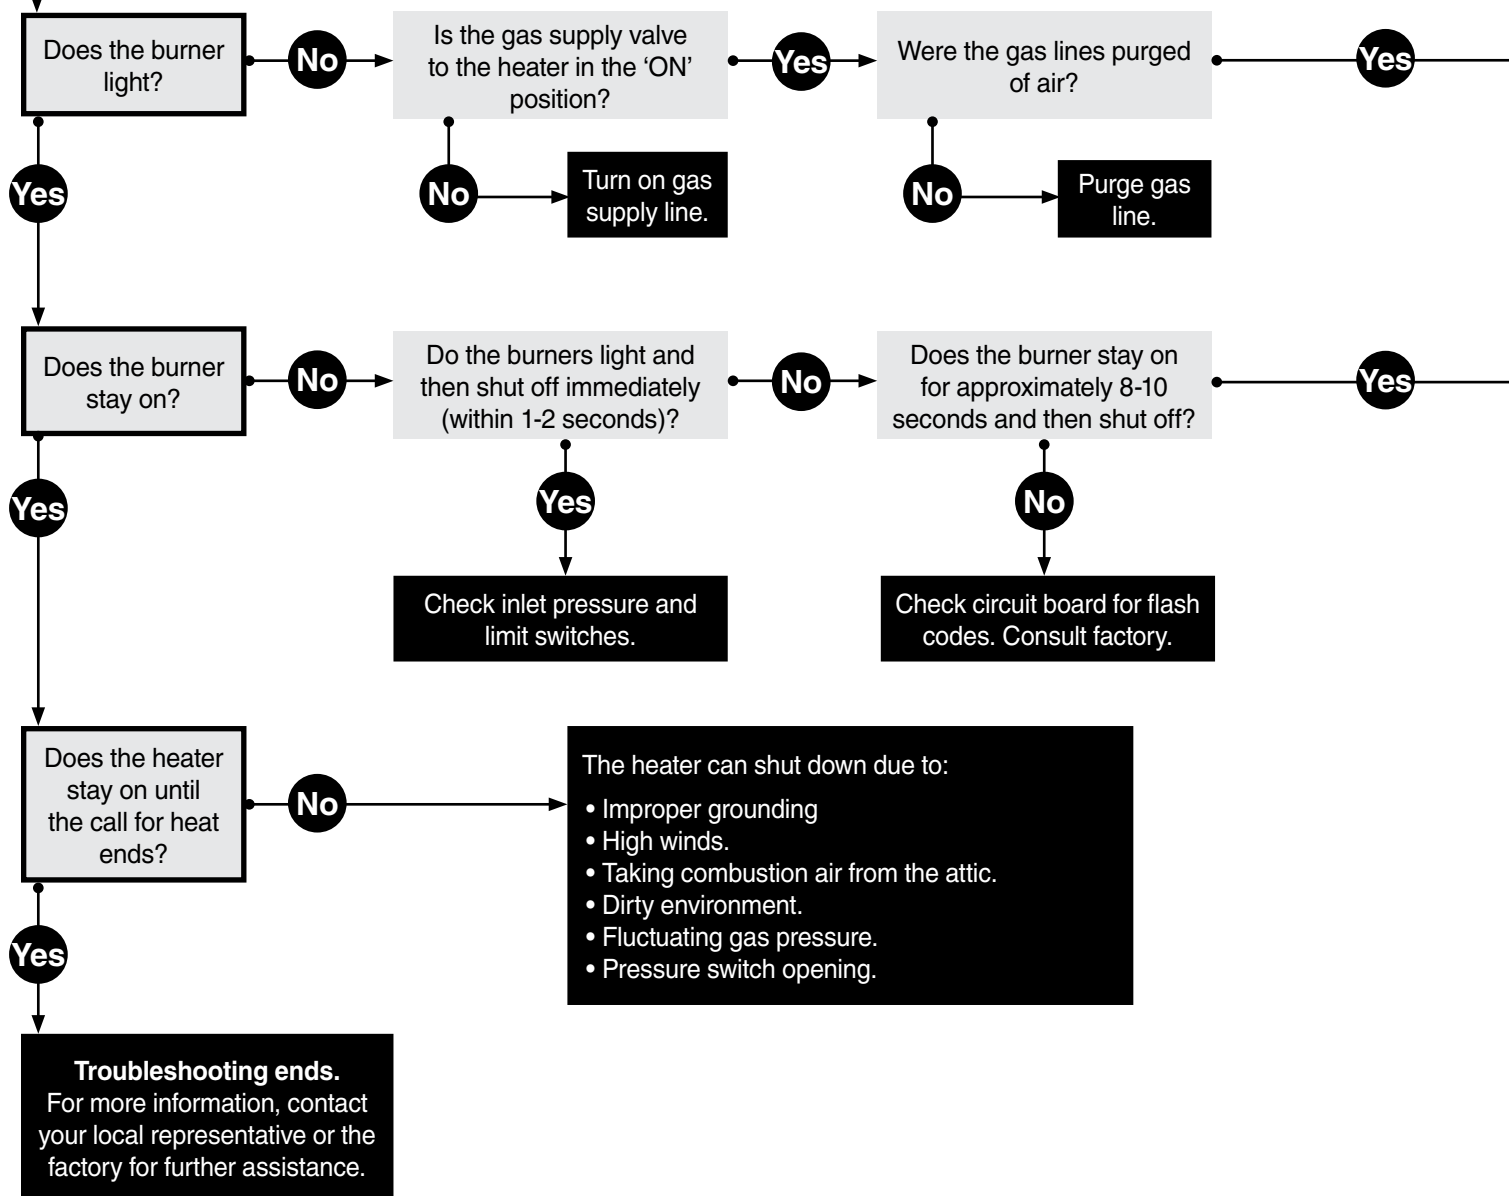 Does the burner
light?
No
Is the gas supply valve
to the heater in the ‘ON’
position?
Yes
Were the gas lines purged
of air?
Yes
Yes
No
Turn on gas
supply line.
No
Purge gas
line.
Does the burner
stay on?
No
Do the burners light and
then shut off immediately
(within 1-2 seconds)?
No
Does the burner stay on
for approximately 8-10
seconds and then shut off?
Yes
Yes
Yes
Check inlet pressure and
limit switches.
No
Check circuit board for flash
codes. Consult factory.
Does the heater
stay on until
the call for heat
ends?
No
The heater can shut down due to:
• Improper grounding
• High winds.
• Taking combustion air from the attic.
• Dirty environment.
• Fluctuating gas pressure.
• Pressure switch opening.
Yes
Troubleshooting ends.
For more information, contact
your local representative or the
factory for further assistance.